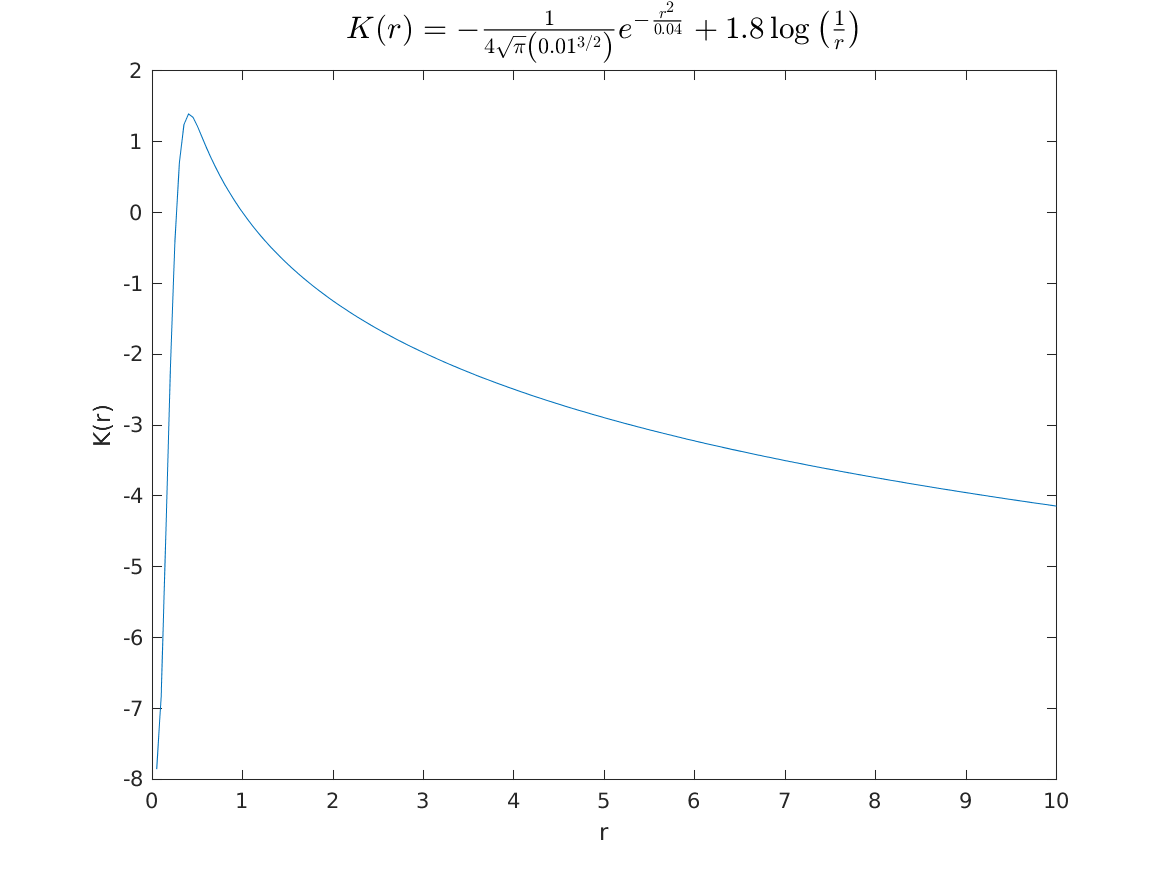 K(r) = -\frac{1}{4\sqrt{\pi}(0.01^{3/2})} e^{-\frac{r^2}{0.04}} + 1.8 \log\left(\frac{1}{r}\right)
2
1
0
-1
-2
-3
-4
-5
-6
-7
-8
K(r)
0 1 2 3 4 5 6 7 8 9 10
r